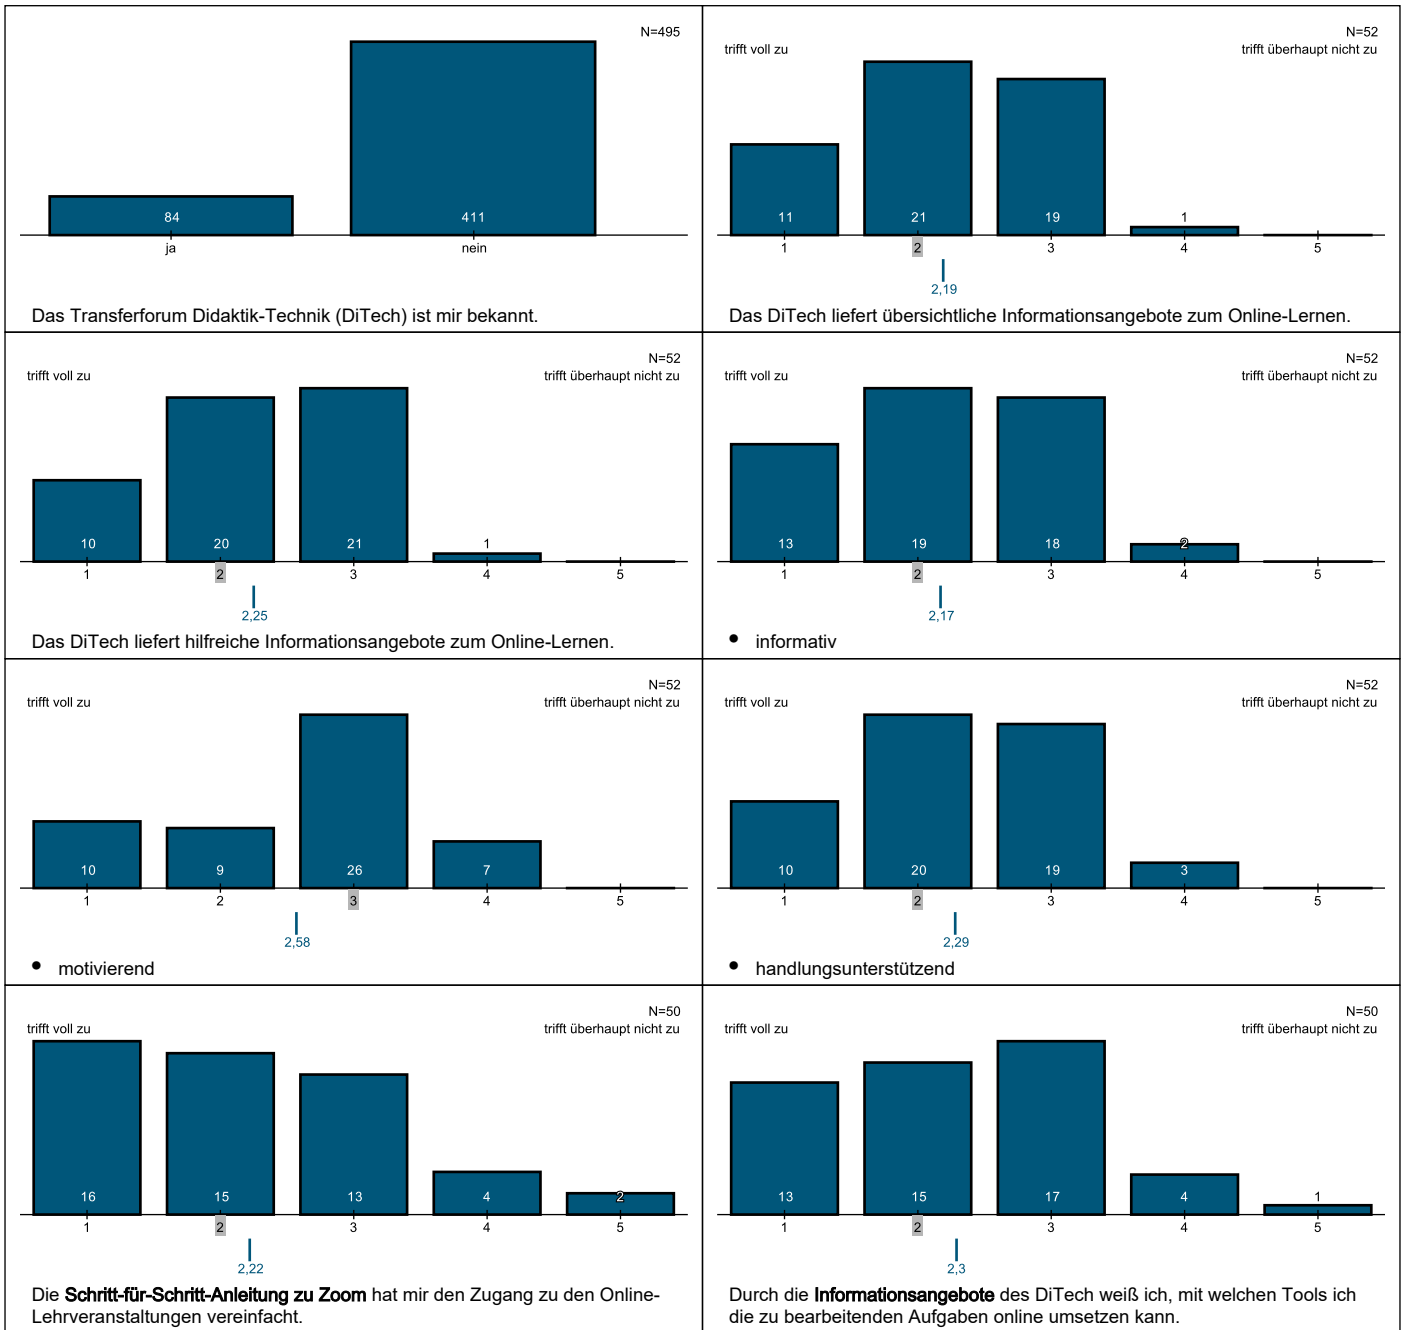 N=495
84
411
ja
nein
Das Transferforum Didaktik-Technik (DiTech) ist mir bekannt.
N=52
trifft voll zu
trifft überhaupt nicht zu
11
21
19
1
1
2
3
4
5
2,19
Das DiTech liefert übersichtliche Informationsangebote zum Online-Lernen.
N=52
trifft voll zu
trifft überhaupt nicht zu
10
20
21
1
1
2
3
4
5
2,25
Das DiTech liefert hilfreiche Informationsangebote zum Online-Lernen.
N=52
trifft voll zu
trifft überhaupt nicht zu
13
19
18
2
1
2
3
4
5
2,17
• informativ
N=52
trifft voll zu
trifft überhaupt nicht zu
10
9
26
7
1
2
3
4
5
2,58
• motivierend
N=52
trifft voll zu
trifft überhaupt nicht zu
10
20
19
3
1
2
3
4
5
2,29
• handlungsunterstützend
N=50
trifft voll zu
trifft überhaupt nicht zu
16
15
13
4
2
1
2
3
4
5
2,22
Die Schritt-für-Schritt-Anleitung zu Zoom hat mir den Zugang zu den Online-
Lehrveranstaltungen vereinfacht.
N=50
trifft voll zu
trifft überhaupt nicht zu
13
15
17
4
1
1
2
3
4
5
2,3
Durch die Informationsangebote des DiTech weiß ich, mit welchen Tools ich
die zu bearbeitenden Aufgaben online umsetzen kann.